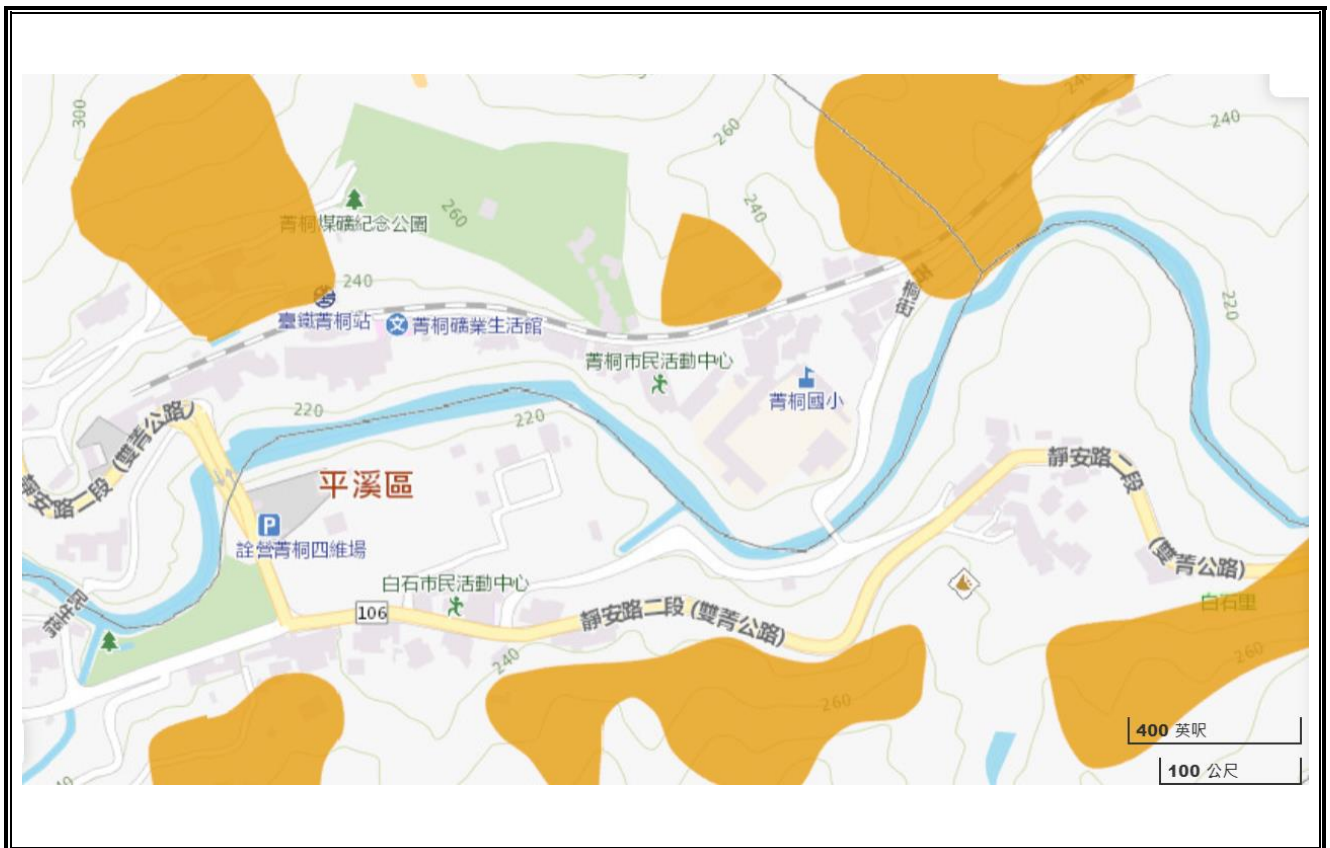 300
240
260
240
240
260
菁桐煤礦紀念公園
240
臺鐵菁桐站
菁桐礦業生活館
菁桐街
220
菁桐市民活動中心
菁桐國小
220
220
靜安路二段 (雙菁公路)
平溪區
靜安路二段
(雙菁公路)
P
詮營菁桐四維場
白石市民活動中心
106
靜安路二段 (雙菁公路)
白石里
240
260
260
400 英呎
100 公尺